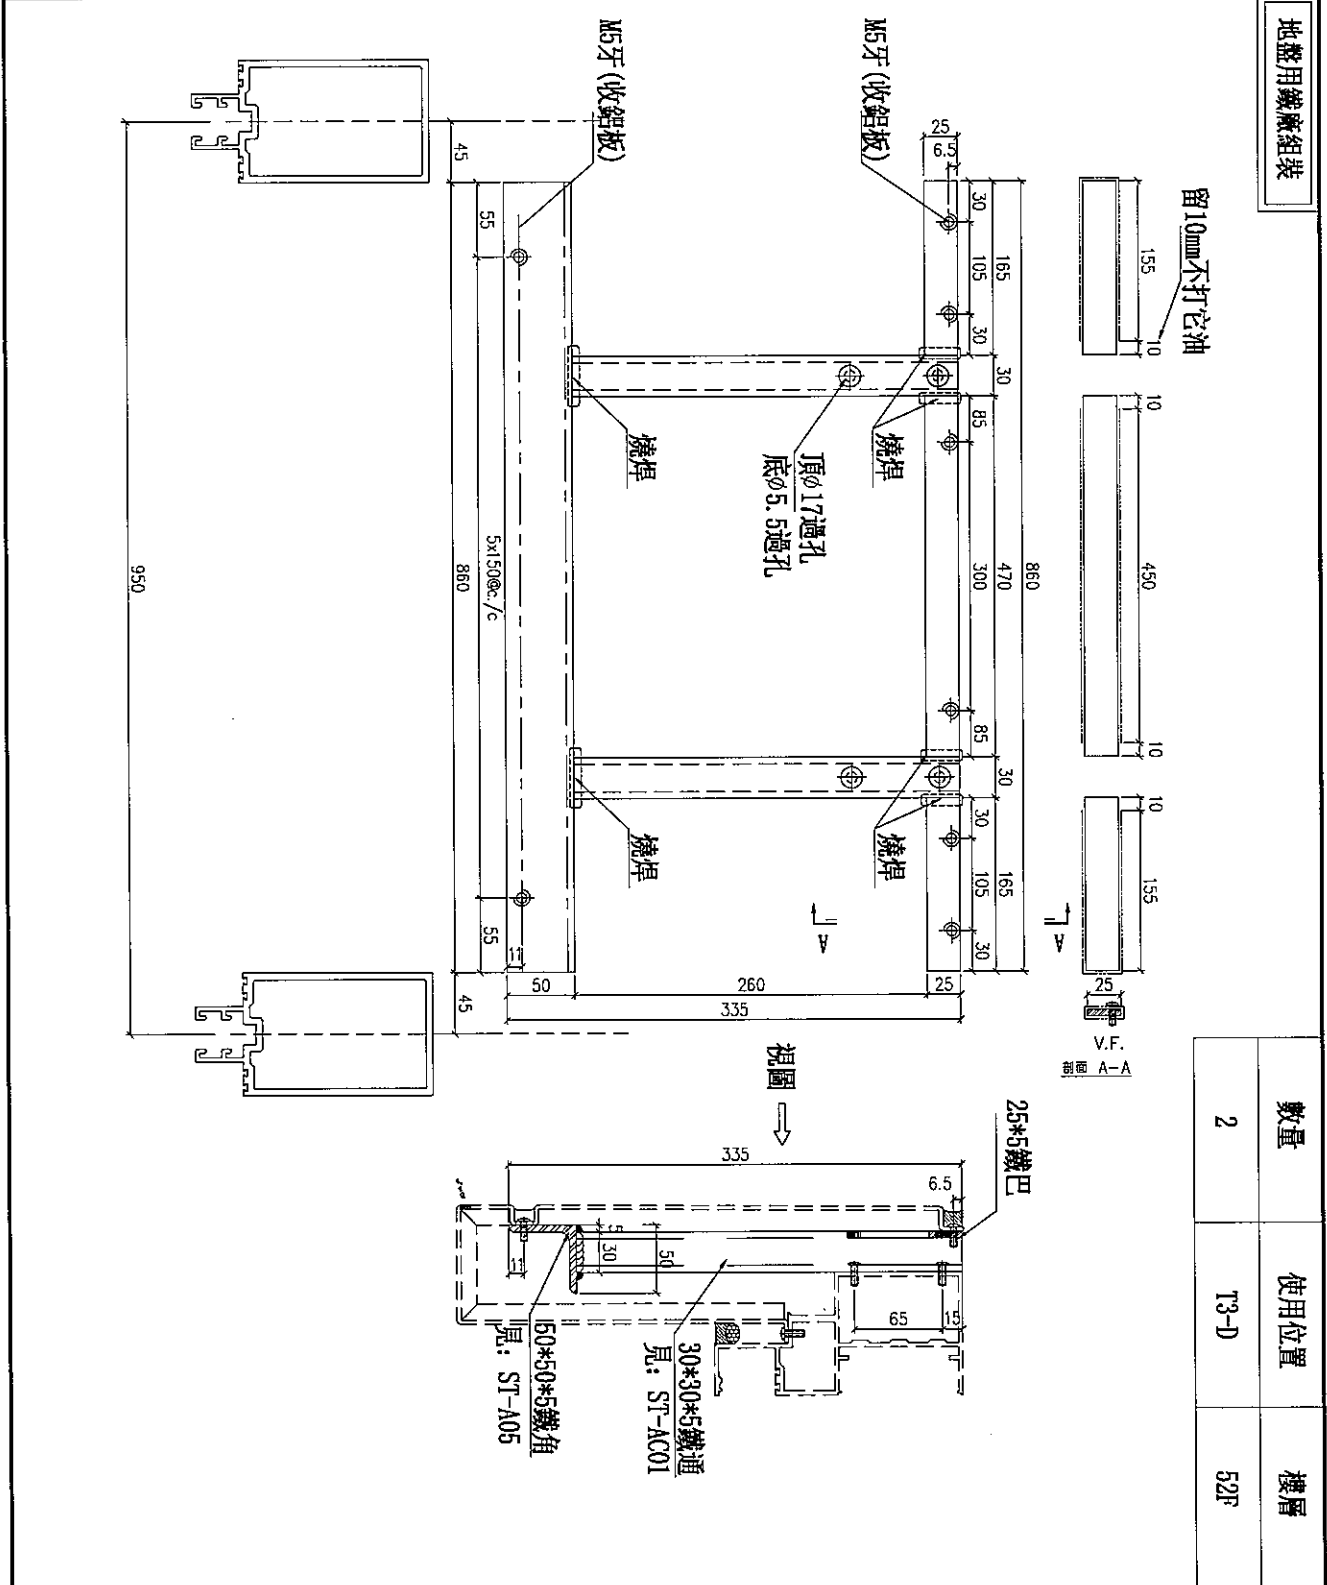 地盤用鐵廠組裝
數量
使用位置
樓層
2
T3-D
52F
留10mm不打它油
155
10
10
450
10
10
155
25
V.F.
剖面 A-A
860
165
470
165
30
105
30
30
85
300
85
30
30
105
30
25
6.5
M5牙(收鋁板)
燒焊
燒焊
頂Ø17過孔
底Ø5.5過孔
A
A
燒焊
燒焊
M5牙(收鋁板)
11
50
260
25
335
55
5x150@c./c
55
45
860
45
950
視圖
25*5鐵巴
335
6.5
5
30
50
11
65
15
30*30*5鐵通
見: ST-AC01
50*50*5鐵角
見: ST-A05